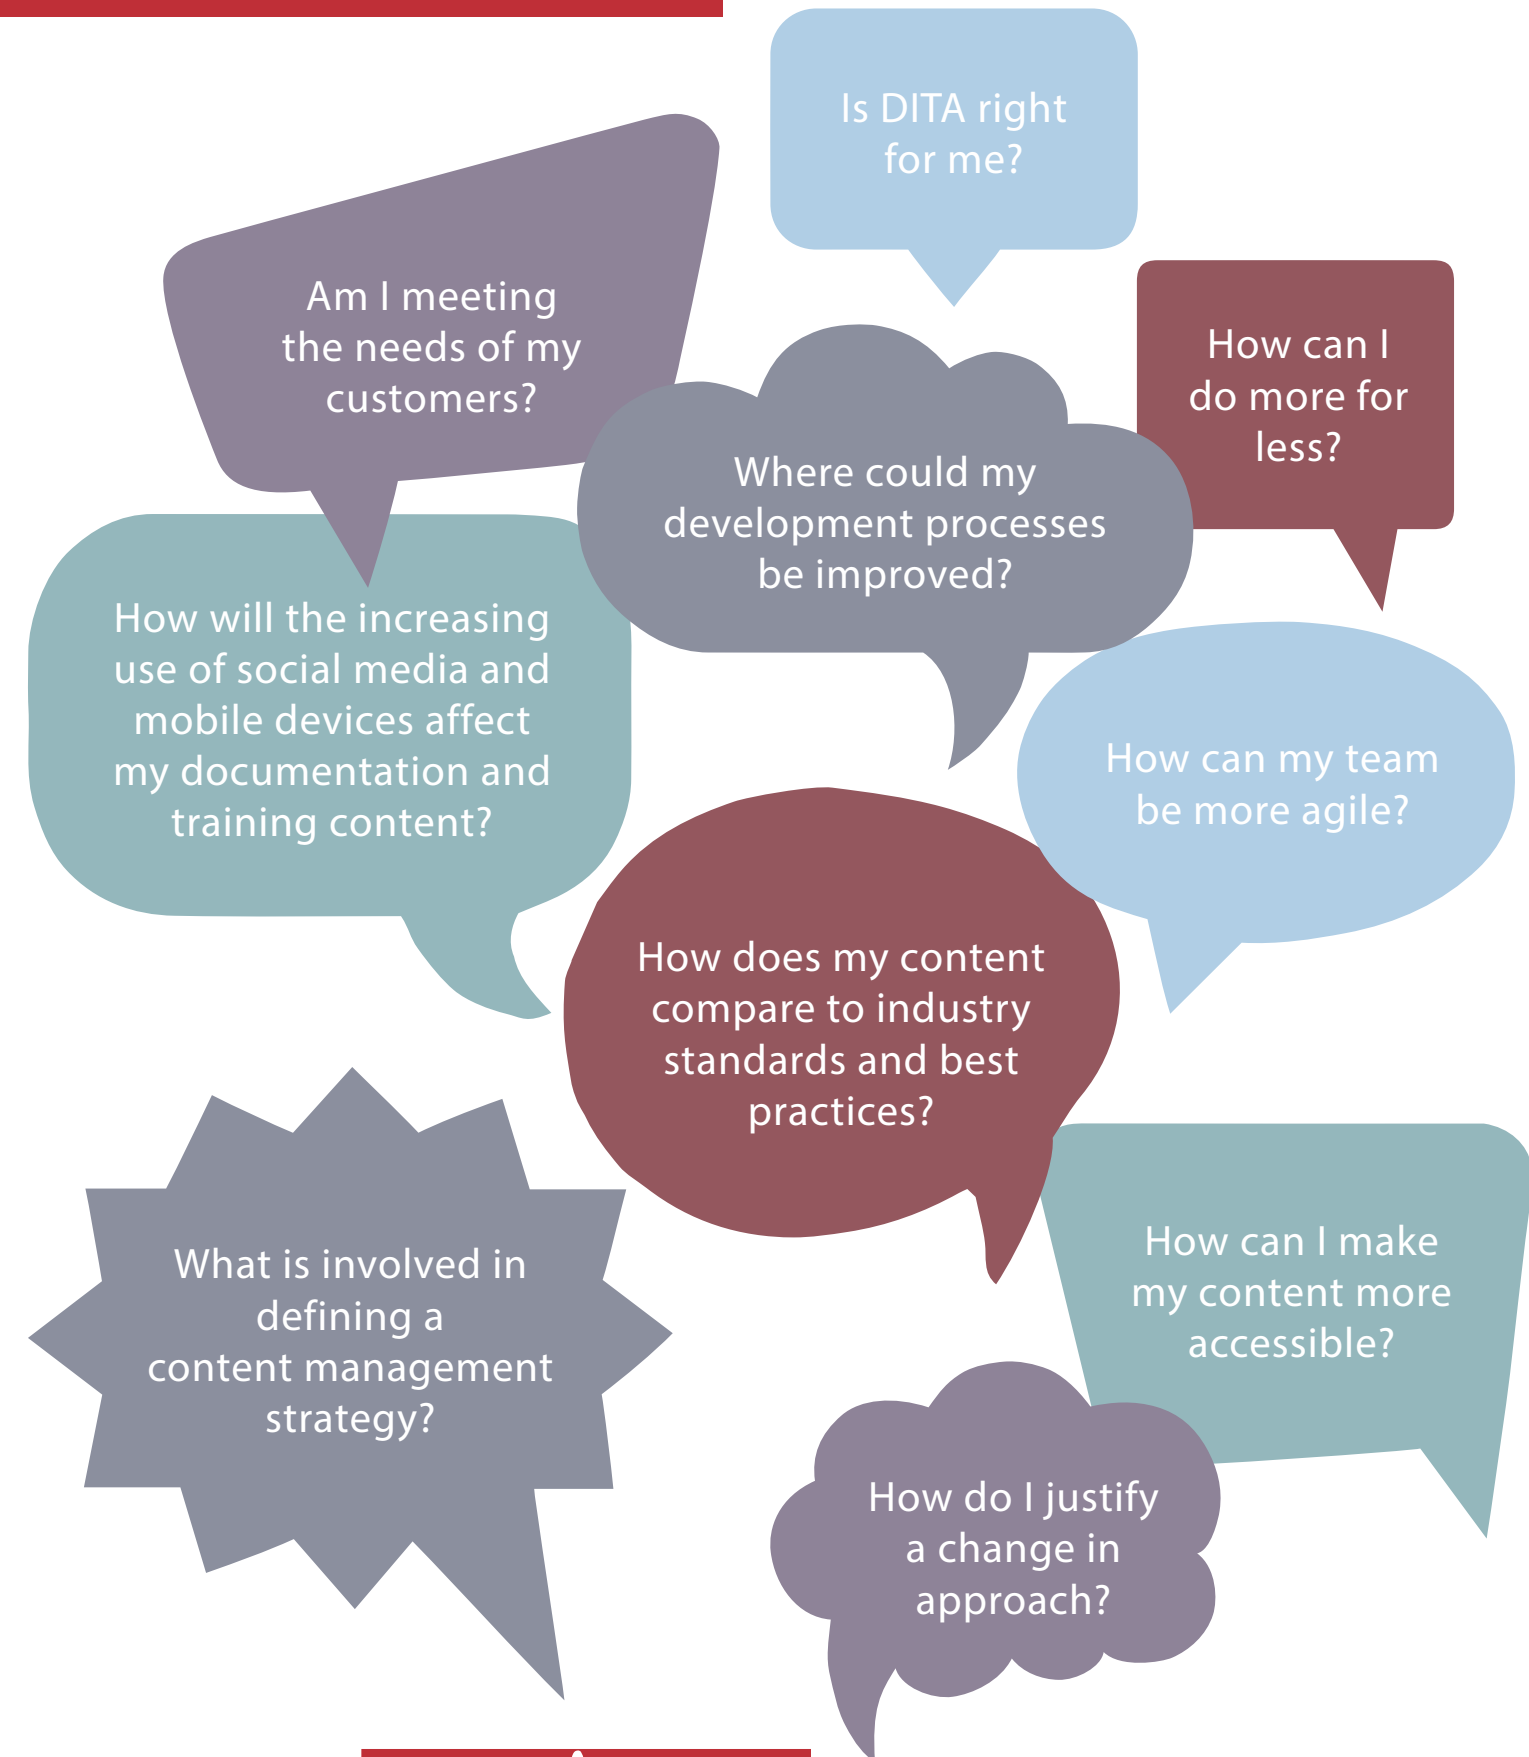 Is DITA right
for me?
Am I meeting
the needs of my
customers?
How can I
do more for
less?
Where could my
development processes
be improved?
How will the increasing
use of social media and
mobile devices affect
my documentation and
training content?
How can my team
be more agile?
How does my content
compare to industry
standards and best
practices?
How can I make
my content more
accessible?
What is involved in
defining a
content management
strategy?
How do I justify
a change in
approach?